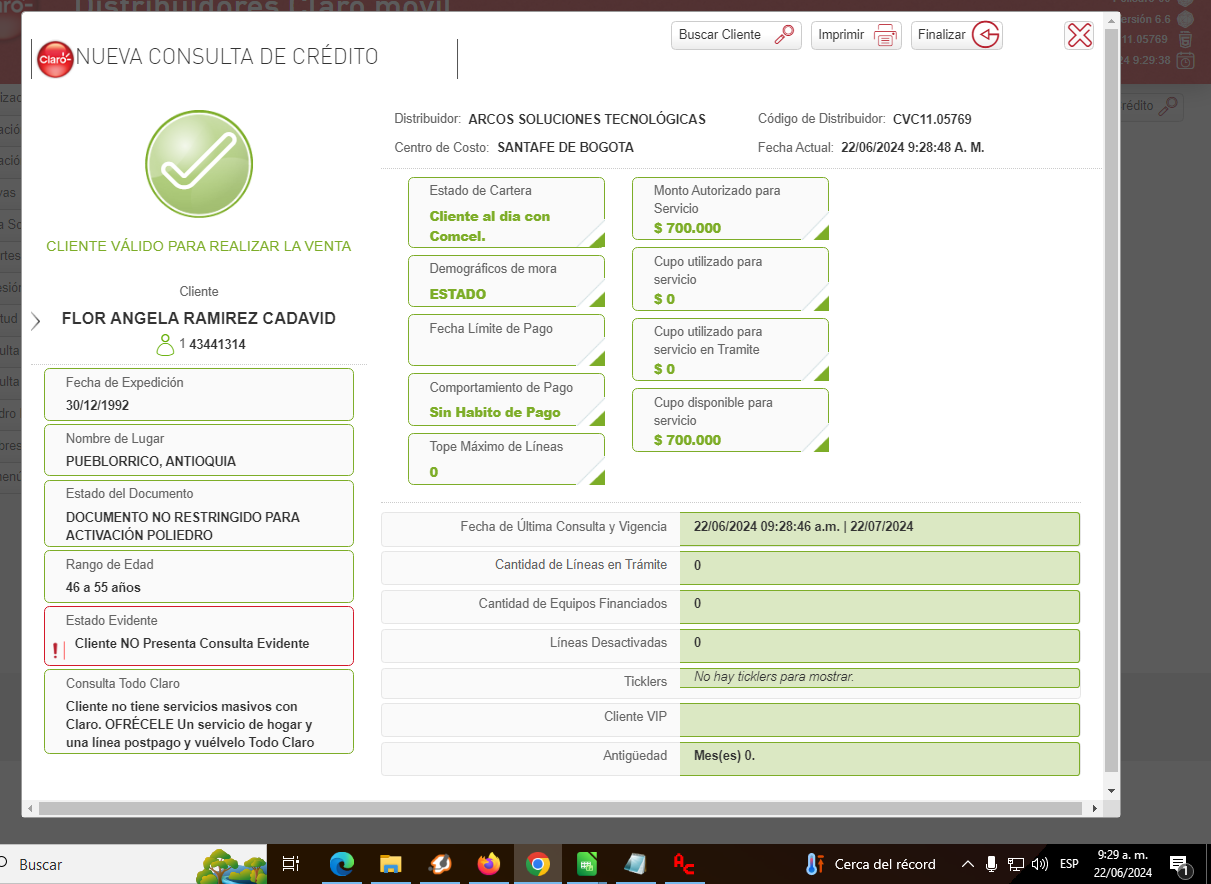 Distribuidores Claro móvil
ersión 6.6
11.05769
24 9:29:38
rédito
Buscar Cliente
Imprimir
Finalizar
Claro
NUEVA CONSULTA DE CRÉDITO
CLIENTE VÁLIDO PARA REALIZAR LA VENTA
Cliente
FLOR ANGELA RAMIREZ CADAVID
1 43441314
Fecha de Expedición
30/12/1992
Nombre de Lugar
PUEBLORRICO, ANTIOQUIA
Estado del Documento
DOCUMENTO NO RESTRINGIDO PARA
ACTIVACIÓN POLIEDRO
Rango de Edad
46 a 55 años
Estado Evidente
! Cliente NO Presenta Consulta Evidente
Consulta Todo Claro
Cliente no tiene servicios masivos con
Claro. OFRÉCELE Un servicio de hogar y
una línea postpago y vuélvelo Todo Claro
Distribuidor: ARCOS SOLUCIONES TECNOLÓGICAS
Código de Distribuidor: CVC11.05769
Centro de Costo: SANTAFE DE BOGOTA
Fecha Actual: 22/06/2024 9:28:48 A. M.
Estado de Cartera
Cliente al dia con
Comcel.
Demográficos de mora
ESTADO
Fecha Límite de Pago
Comportamiento de Pago
Sin Habito de Pago
Tope Máximo de Líneas
0
Monto Autorizado para
Servicio
$ 700.000
Cupo utilizado para
servicio
$ 0
Cupo utilizado para
servicio en Tramite
$ 0
Cupo disponible para
servicio
$ 700.000
Fecha de Última Consulta y Vigencia 22/06/2024 09:28:46 a.m. | 22/07/2024
Cantidad de Líneas en Trámite 0
Cantidad de Equipos Financiados 0
Líneas Desactivadas 0
Ticklers No hay ticklers para mostrar.
Cliente VIP
Antigüedad Mes(es) 0.
Buscar
Cerca del récord
ESP
9:29 a. m.
22/06/2024
1